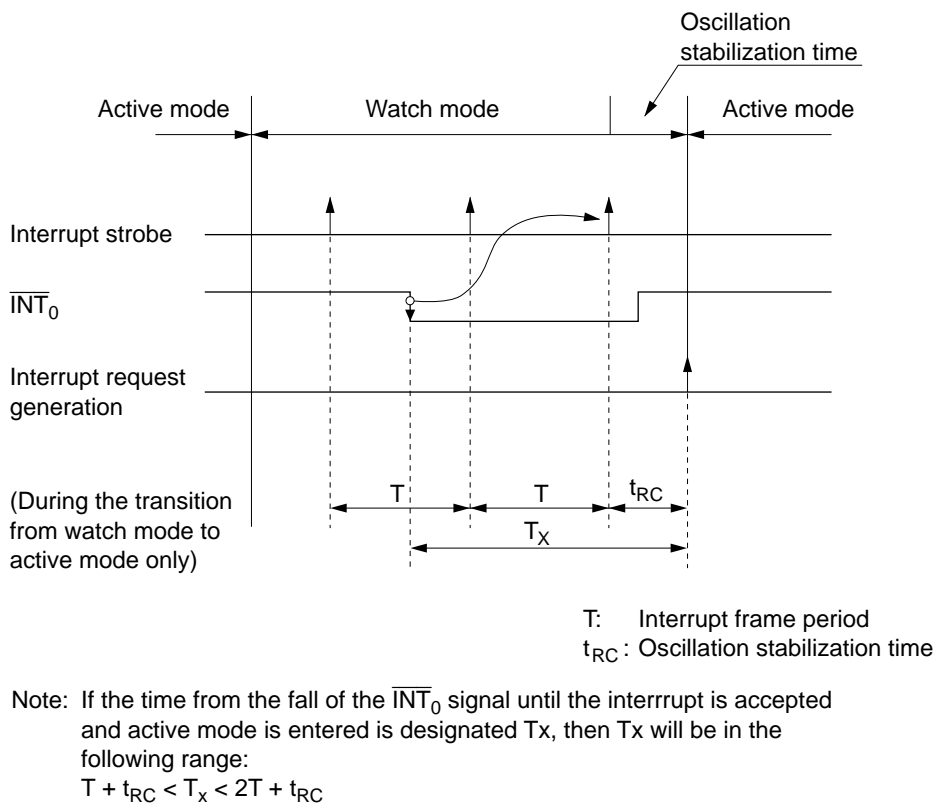 Oscillation
stabilization time
Active mode
Watch mode
Active mode
Interrupt strobe
INT0
Interrupt request
generation
(During the transition
from watch mode to
active mode only)
T
T
tRC
TX
T: Interrupt frame period
tRC : Oscillation stabilization time
Note: If the time from the fall of the INT0 signal until the interrrupt is accepted
and active mode is entered is designated Tx, then Tx will be in the
following range:
T + tRC < Tx < 2T + tRC